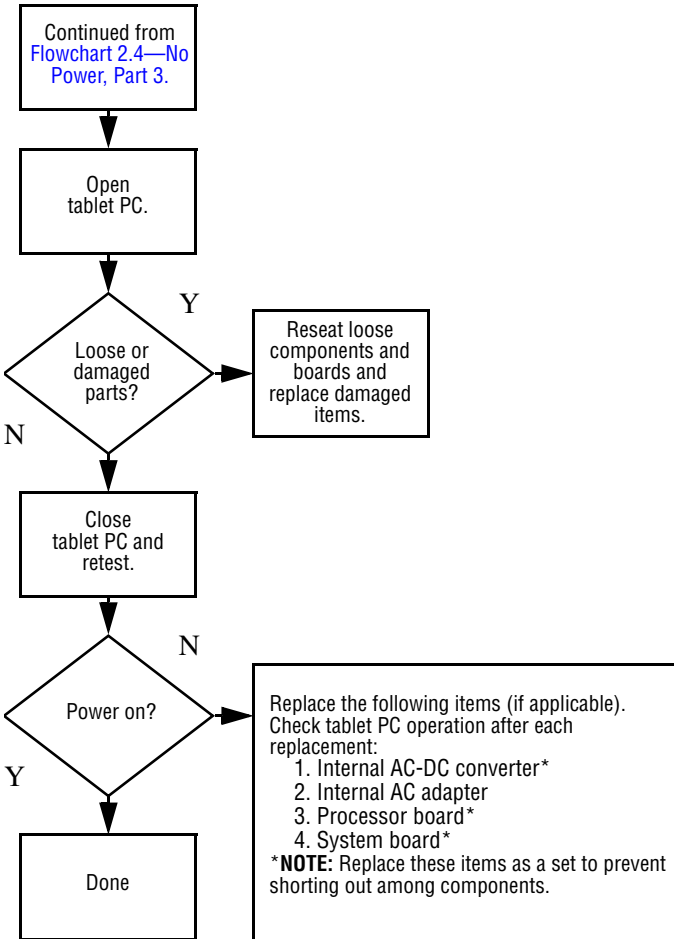 Continued from
Flowchart 2.4—No
Power, Part 3.
Open
tablet PC.
Y
Loose or
damaged
parts?
Reseat loose
components and
boards and
replace damaged
items.
N
Close
tablet PC and
retest.
N
Power on?
Replace the following items (if applicable).
Check tablet PC operation after each
replacement:
1. Internal AC-DC converter*
2. Internal AC adapter
3. Processor board*
4. System board*
*NOTE: Replace these items as a set to prevent
shorting out among components.
Y
Done